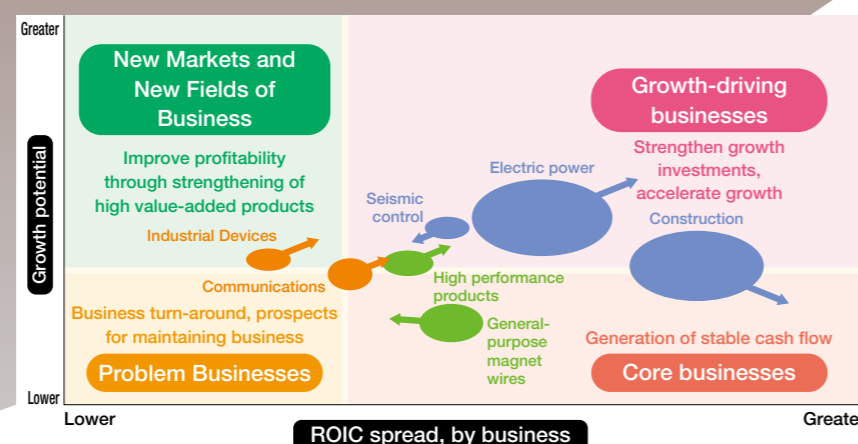 Greater
New Markets and
New Fields of
Business
Growth-driving
businesses
Improve profitability
through strengthening of
high value-added products
Strengthen growth
investments,
accelerate growth
Electric power
Seismic
control
Construction
Industrial Devices
Communications
High performance
products
General-
purpose
magnet
wires
Growth potential
Business turn-around, prospects
for maintaining business
Problem Businesses
Generation of stable cash flow
Core businesses
Lower
Lower
Greate
ROIC spread, by business